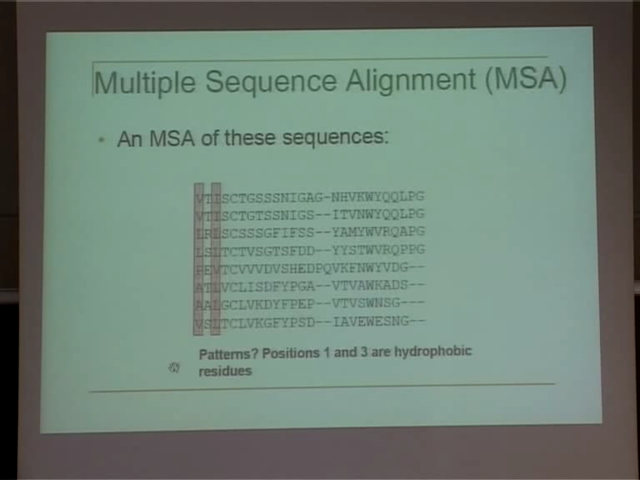 Multiple Sequence Alignment (MSA)
• An MSA of these sequences:
VTISCTGSSSNIGAG-NHVKWYQQLPG
VTISCTGTSSNIGS--ITVNWYQQLPG
LRLSCSSSGFIFSS--YAMYWVRQAPG
LSLTCTVSGTSFDD--YYSTWVRQPPG
PEVTCVVVDVSHEDPQVKFNWYVDG--
ATLVCLISDFYPGA--VTVAWKADS--
AALGCLVKDYFPEP--VTVSWNSG---
VSLTCLVKGFYPSD--IAVEWESNG--
Patterns? Positions 1 and 3 are hydrophobic
residues